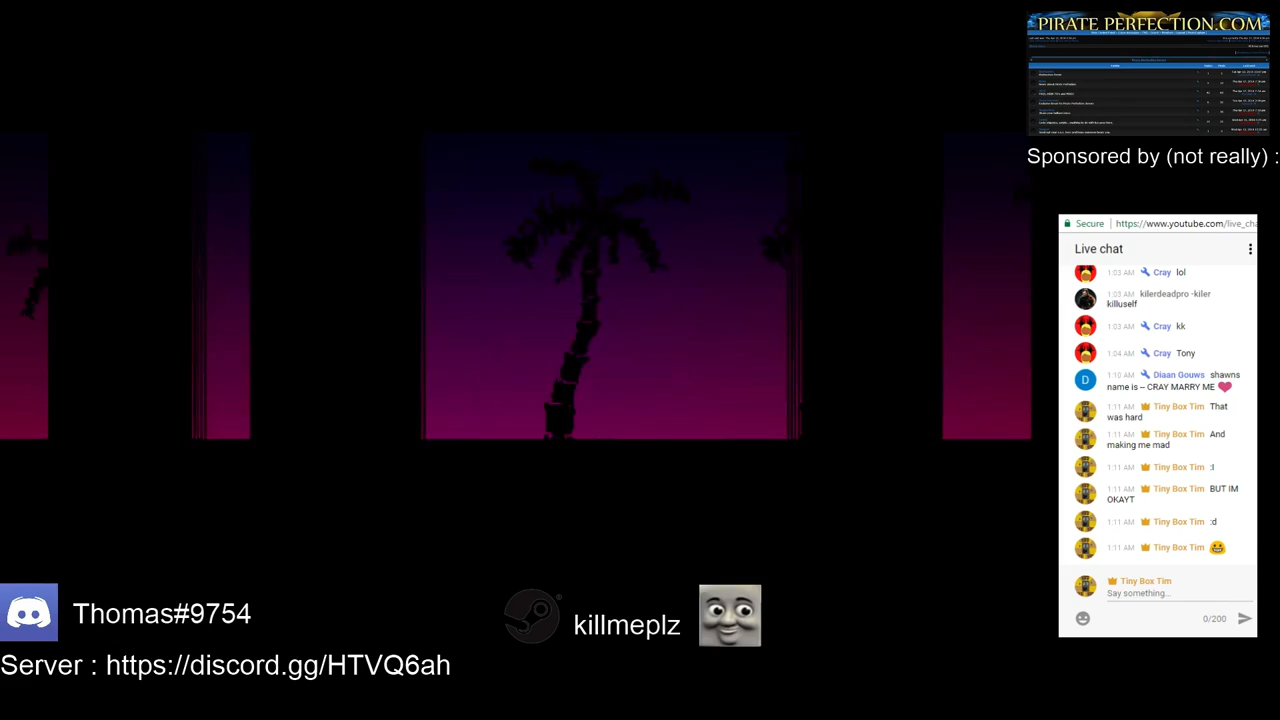 PIRATE PERFECTION.COM
Sponsored by (not really) :
Secure https://www.youtube.com/live_cha
Live chat
1:03 AM Cray lol
1:03 AM kilerdeadpro -kiler
killuself
1:03 AM Cray kk
1:04 AM Cray Tony
1:10 AM Diaan Gouws shawns
name is -- CRAY MARRY ME
1:11 AM Tiny Box Tim That
was hard
1:11 AM Tiny Box Tim And
making me mad
1:11 AM Tiny Box Tim :l
1:11 AM Tiny Box Tim BUT IM
OKAYT
1:11 AM Tiny Box Tim :d
1:11 AM Tiny Box Tim
Tiny Box Tim
Say something...
0/200
Thomas#9754
killmeplz
Server : https://discord.gg/HTVQ6ah